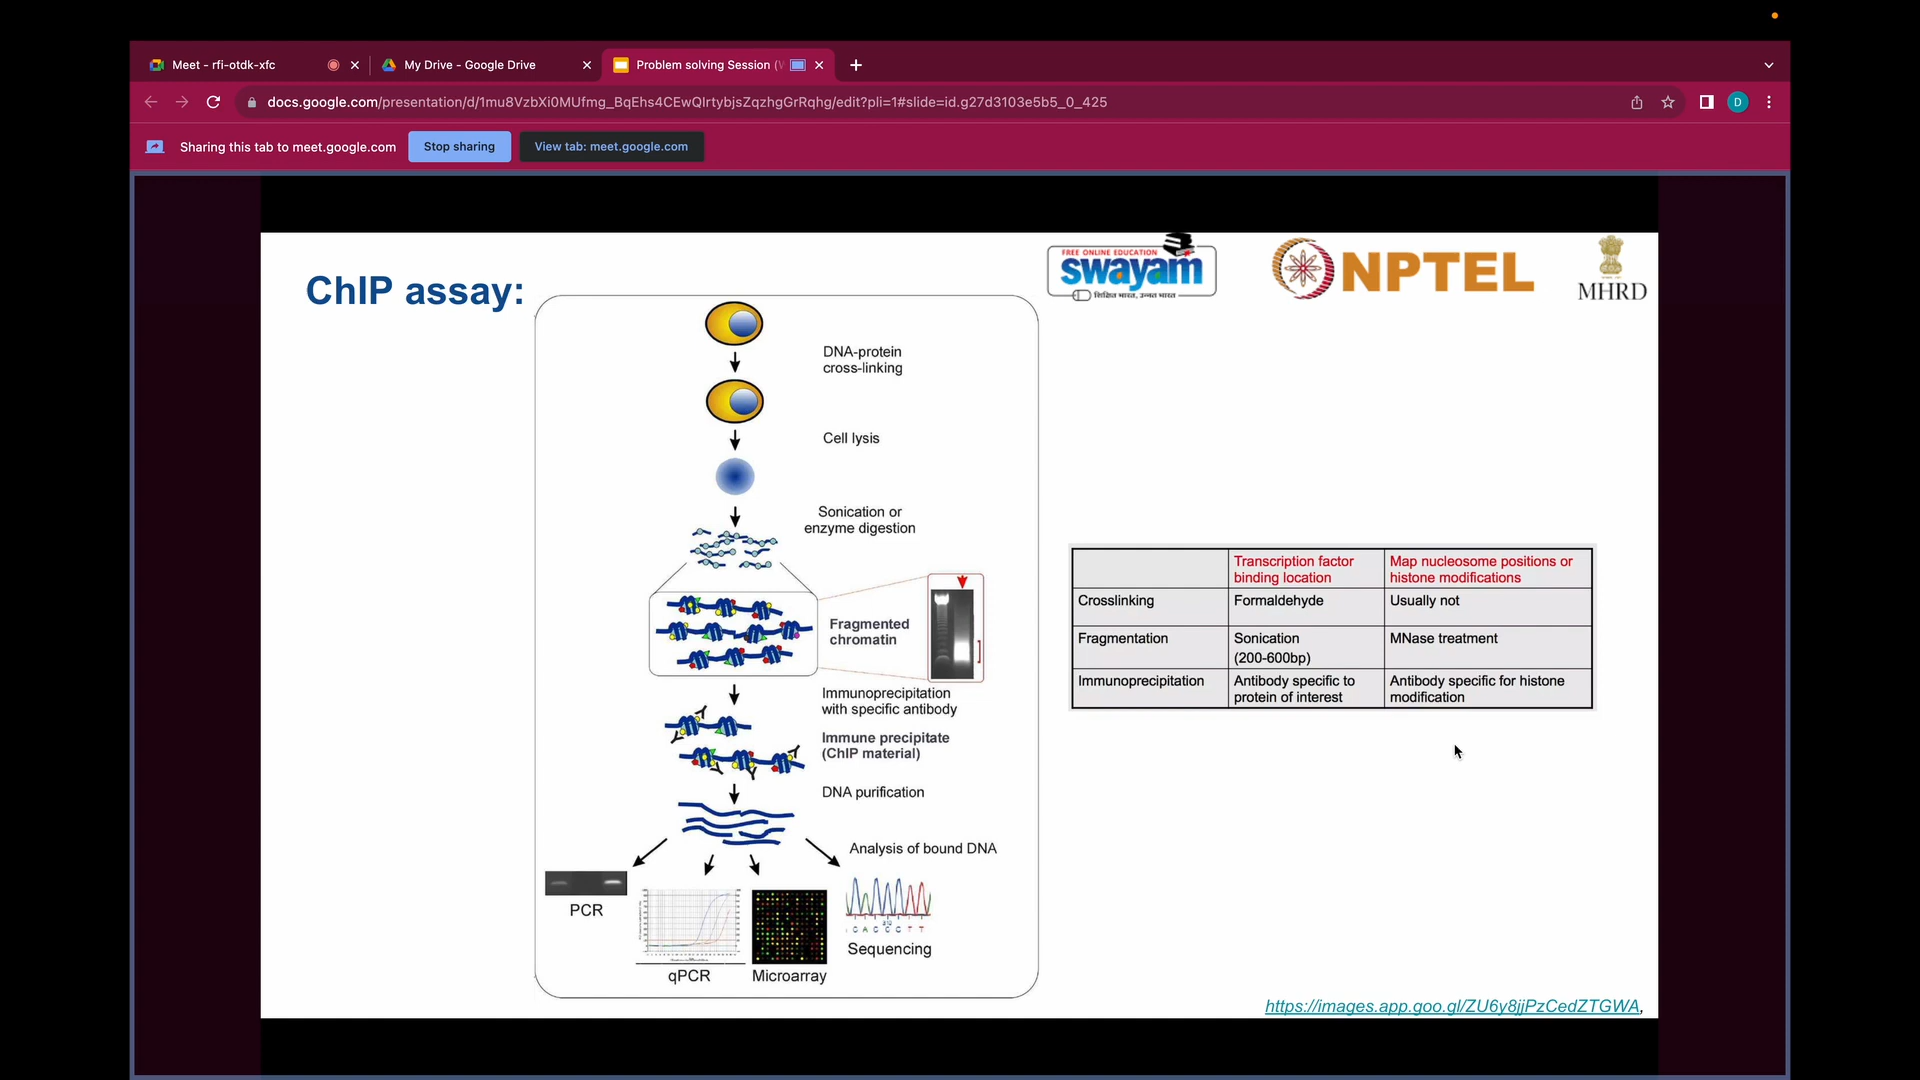 Meet - rfi-otdk-xfc
My Drive - Google Drive
Problem solving Session (
docs.google.com/presentation/d/1mu8VzbXi0MUfmg_BqEhs4CEwQIrtybjsZqzhgGrRqhg/edit?pli=1#slide=id.g27d3103e5b5_0_425
D
Sharing this tab to meet.google.com
Stop sharing
View tab: meet.google.com
FREE ONLINE EDUCATION
swayam
शिक्षित भारत, उन्नत भारत
NPTEL
MHRD
ChIP assay:
DNA-protein
cross-linking
Cell lysis
Sonication or
enzyme digestion
Fragmented
chromatin
Immunoprecipitation
with specific antibody
Immune precipitate
(ChIP material)
DNA purification
Analysis of bound DNA
PCR
qPCR
Microarray
Sequencing
Transcription factor
binding location
Map nucleosome positions or
histone modifications
Crosslinking
Formaldehyde
Usually not
Fragmentation
Sonication
(200-600bp)
MNase treatment
Immunoprecipitation
Antibody specific to
protein of interest
Antibody specific for histone
modification
https://images.app.goo.gl/ZU6y8jjPzCedZTGWA,